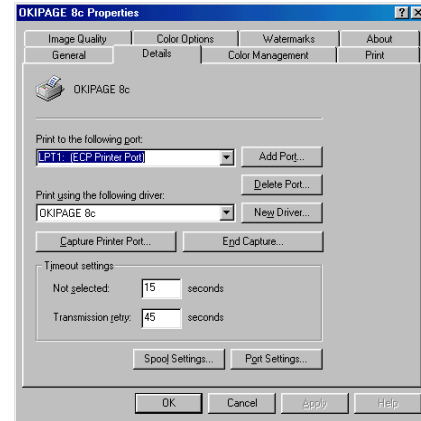 OKIPAGE 8c Properties
Image Quality Color Options Watermarks About
General Details Color Management Print
OKIPAGE 8c
Print to the following port:
LPT1: (ECP Printer Port) Add Port...
Delete Port...
Print using the following driver:
OKIPAGE 8c New Driver...
Capture Printer Port... End Capture...
Timeout settings
Not selected: 15 seconds
Transmission retry: 45 seconds
Spool Settings... Port Settings...
OK Cancel Apply Help